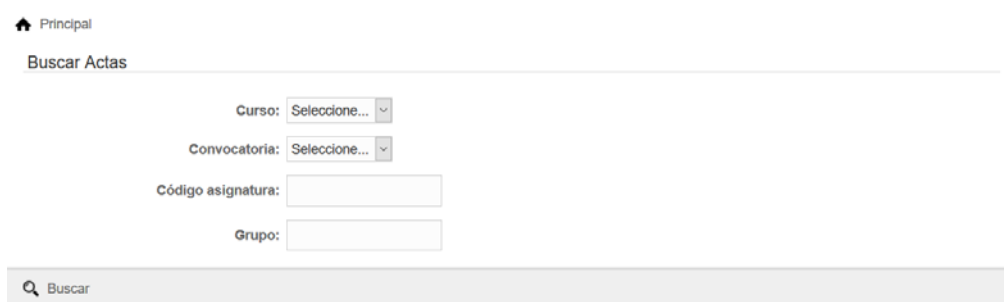 Principal
Buscar Actas
Curso: Seleccione...
Convocatoria: Seleccione...
Código asignatura:
Grupo:
Buscar